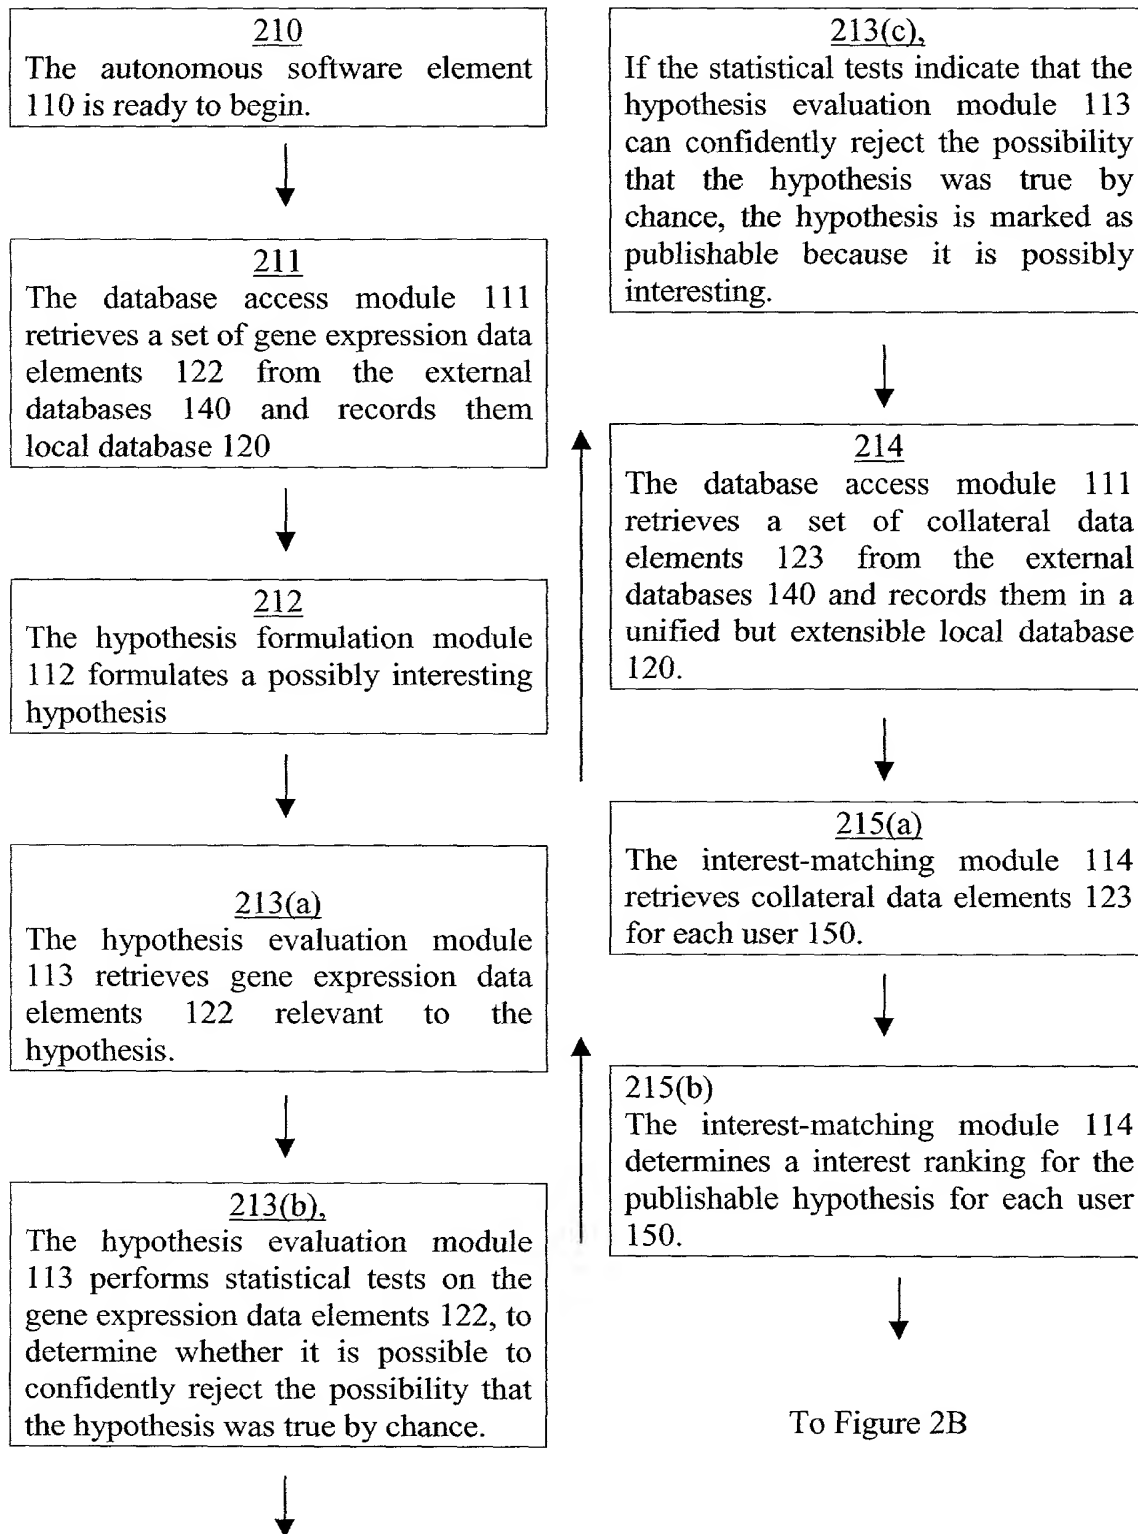 210
The autonomous software element
110 is ready to begin.
211
The database access module 111
retrieves a set of gene expression data
elements 122 from the external
databases 140 and records them
local database 120
212
The hypothesis formulation module
112 formulates a possibly interesting
hypothesis
213(a)
The hypothesis evaluation module
113 retrieves gene expression data
elements 122 relevant to the
hypothesis.
213(b),
The hypothesis evaluation module
113 performs statistical tests on the
gene expression data elements 122, to
determine whether it is possible to
confidently reject the possibility that
the hypothesis was true by chance.
213(c),
If the statistical tests indicate that the
hypothesis evaluation module 113
can confidently reject the possibility
that the hypothesis was true by
chance, the hypothesis is marked as
publishable because it is possibly
interesting.
214
The database access module 111
retrieves a set of collateral data
elements 123 from the external
databases 140 and records them in a
unified but extensible local database
120.
215(a)
The interest-matching module 114
retrieves collateral data elements 123
for each user 150.
215(b)
The interest-matching module 114
determines a interest ranking for the
publishable hypothesis for each user
150.
To Figure 2B